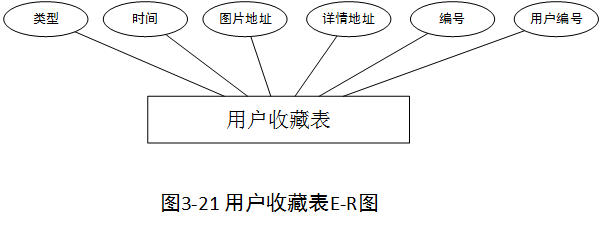 类型
时间
图片地址
详情地址
编号
用户编号
用户收藏表
图3-21 用户收藏表E-R图